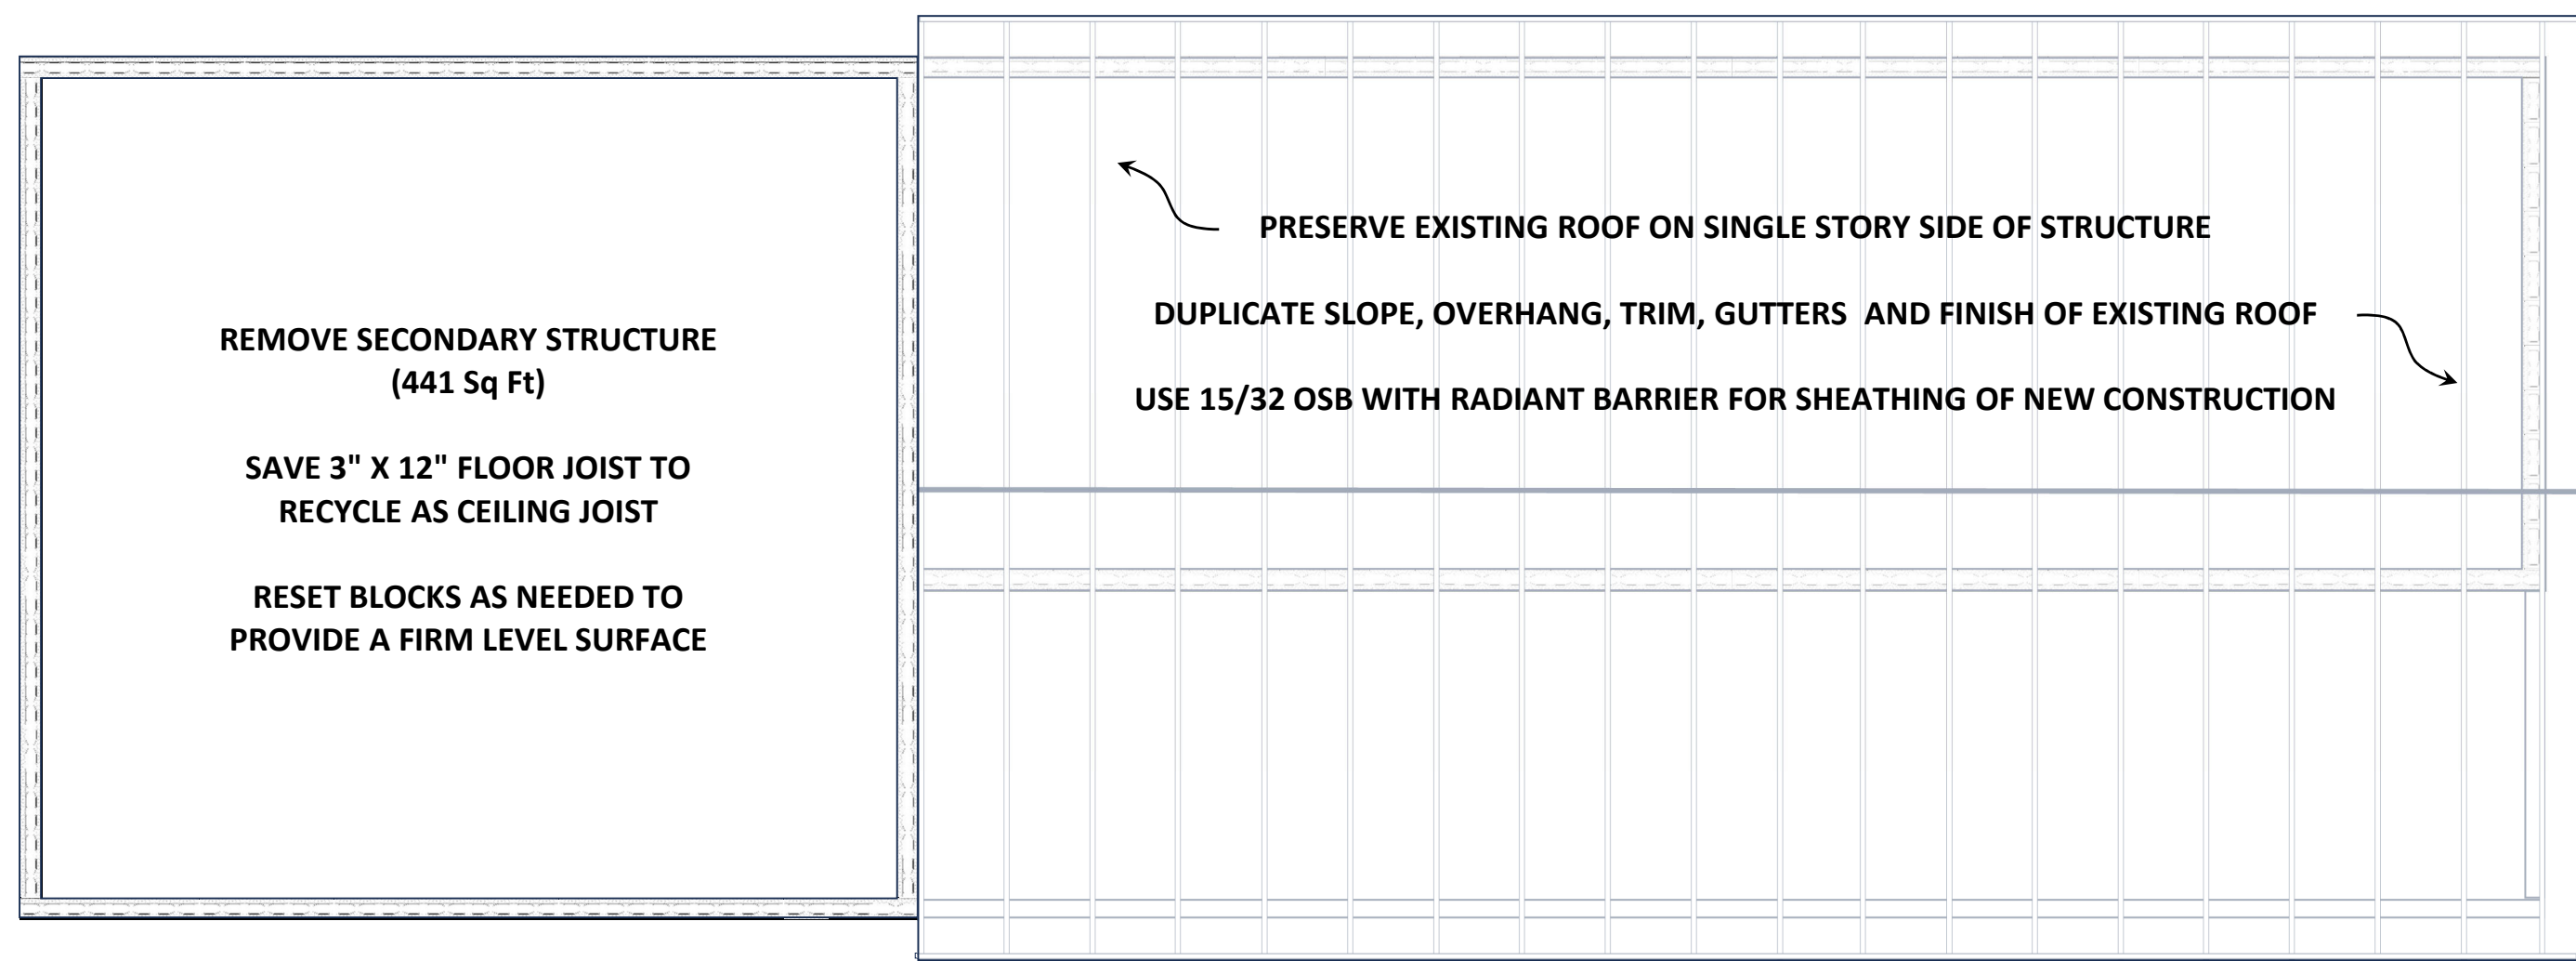 REMOVE SECONDARY STRUCTURE
(441 Sq Ft)
SAVE 3" X 12" FLOOR JOIST TO
RECYCLE AS CEILING JOIST
RESET BLOCKS AS NEEDED TO
PROVIDE A FIRM LEVEL SURFACE
PRESERVE EXISTING ROOF ON SINGLE STORY SIDE OF STRUCTURE
DUPLICATE SLOPE, OVERHANG, TRIM, GUTTERS  AND FINISH OF EXISTING ROOF
USE 15/32 OSB WITH RADIANT BARRIER FOR SHEATHING OF NEW CONSTRUCTION